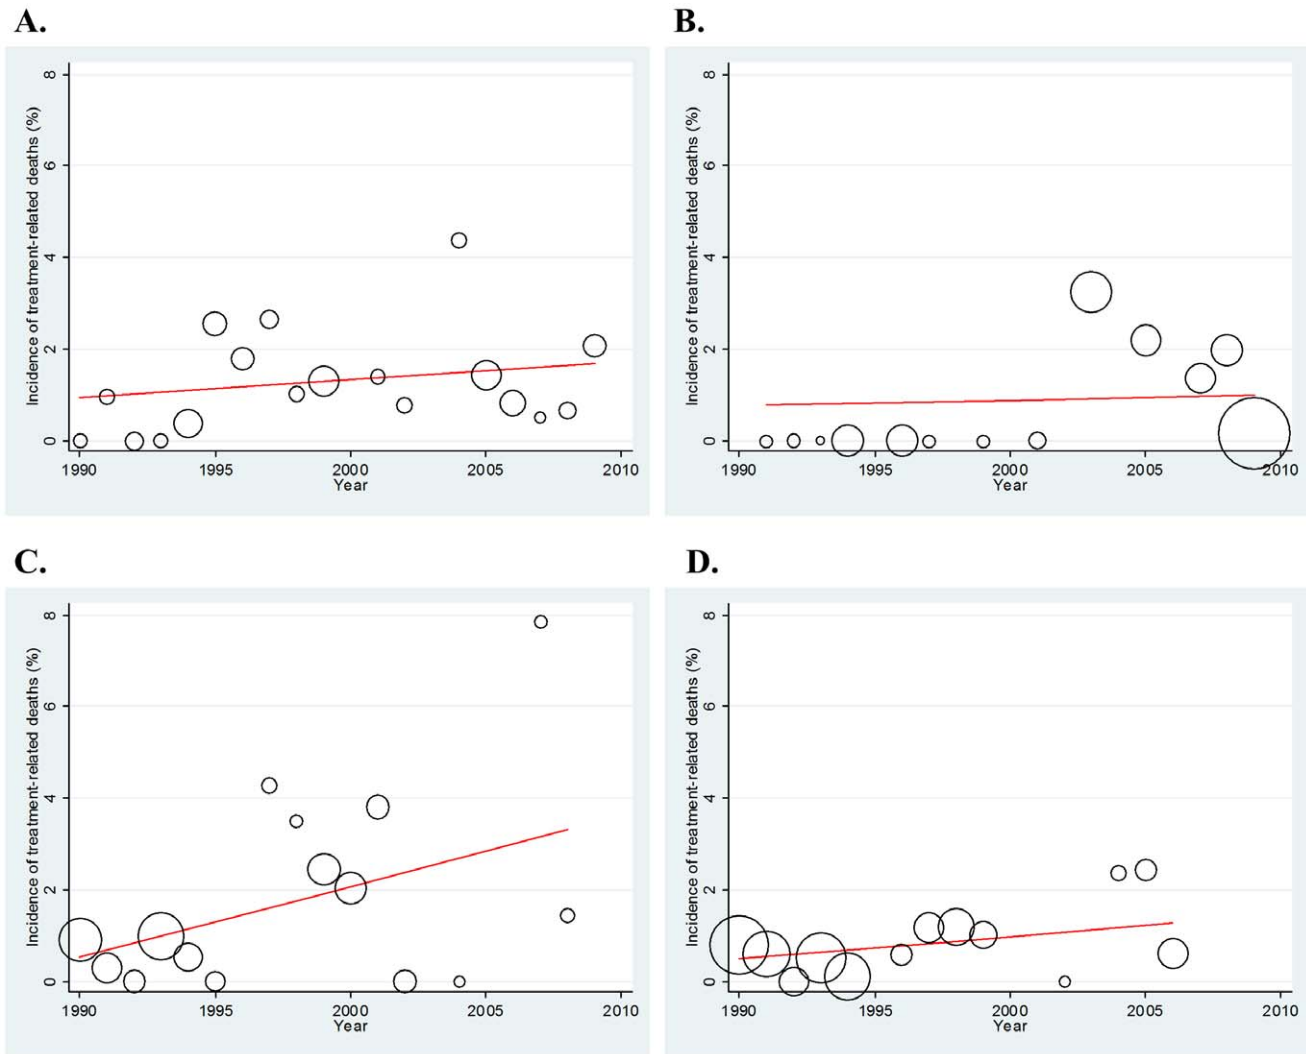 A.
Incidence of treatment-related deaths (%)
8
6
4
2
0
1990 1995 2000 2005 2010
Year
B.
Incidence of treatment-related deaths (%)
8
6
4
2
0
1990 1995 2000 2005 2010
Year
C.
Incidence of treatment-related deaths (%)
8
6
4
2
0
1990 1995 2000 2005 2010
Year
D.
Incidence of treatment-related deaths (%)
8
6
4
2
0
1990 1995 2000 2005 2010
Year